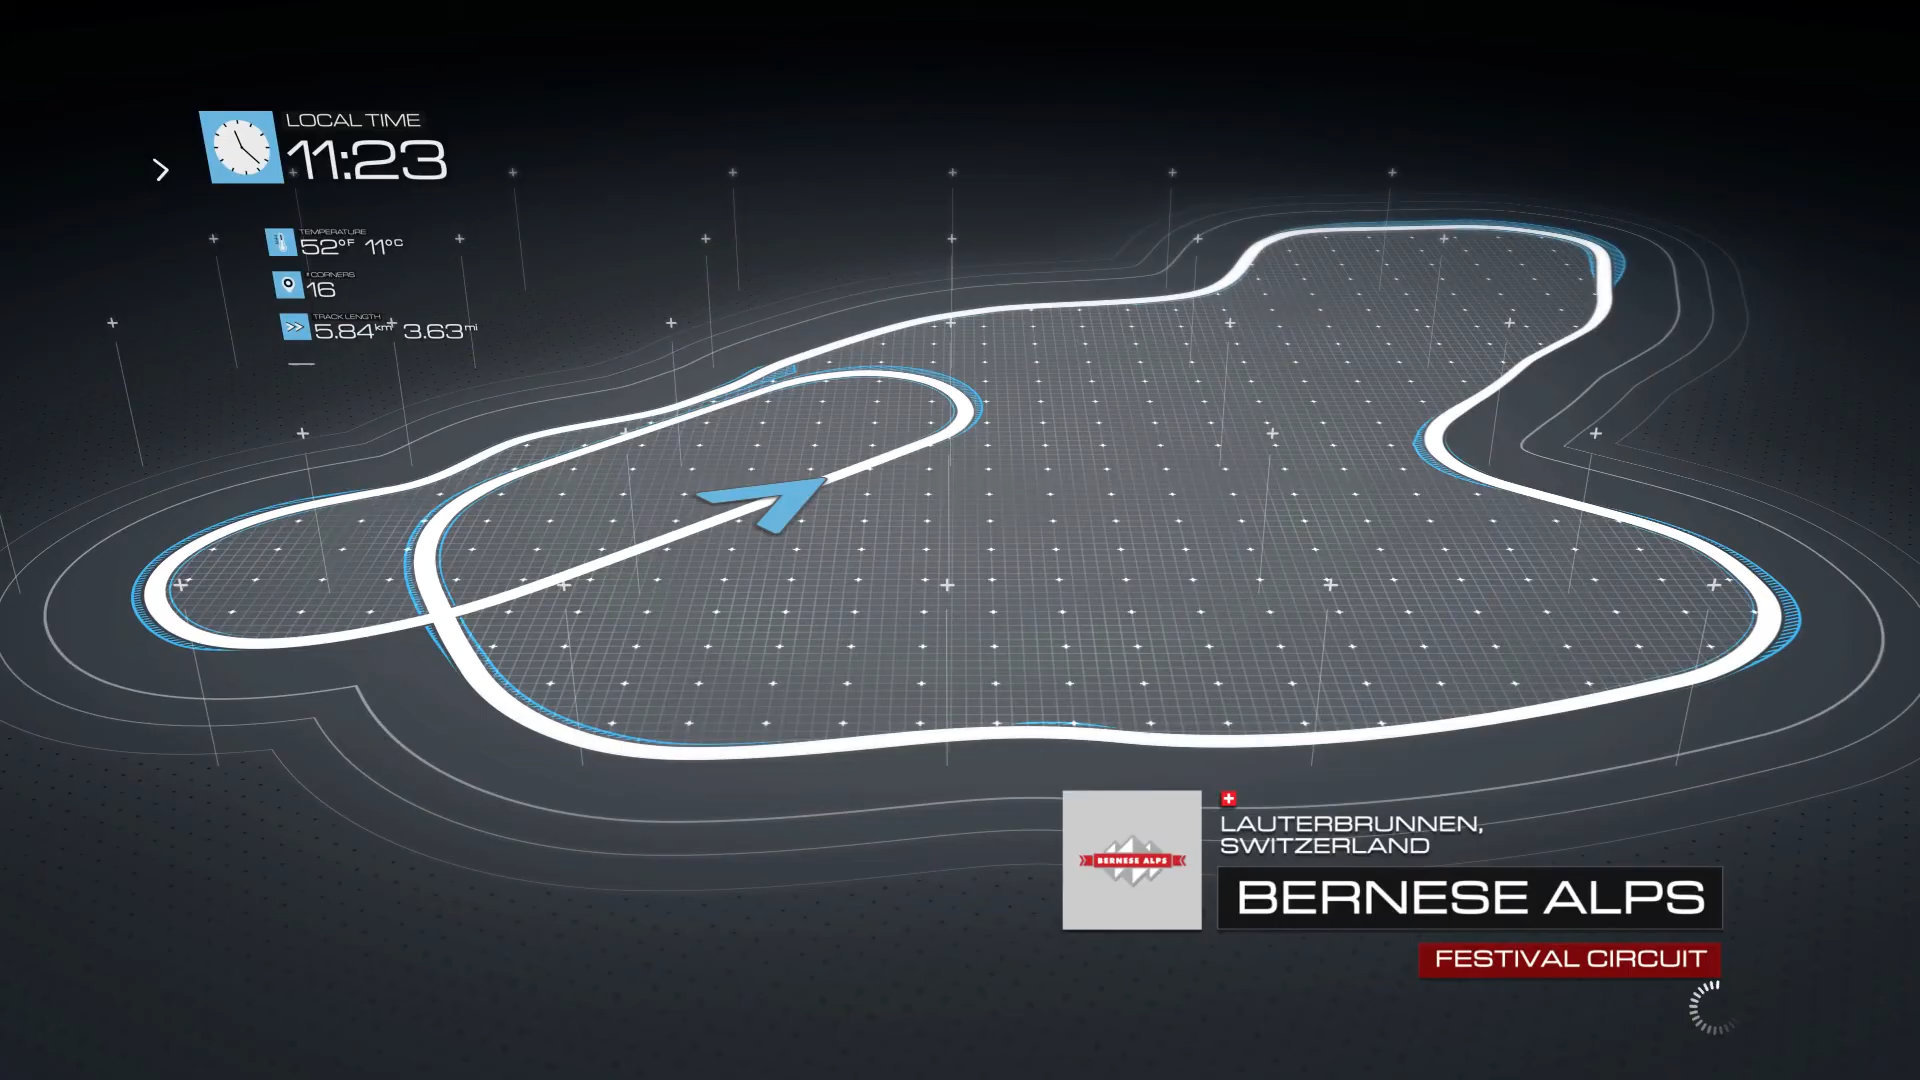 LOCAL TIME
11:23
TEMPERATURE
52°F 11°C
# CORNERS
16
TRACK LENGTH
5.84km 3.63mi
BERNESE ALPS
LAUTERBRUNNEN,
SWITZERLAND
BERNESE ALPS
FESTIVAL CIRCUIT